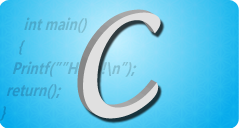 int main()
{
C
Printf(""H !\n");
return();
}